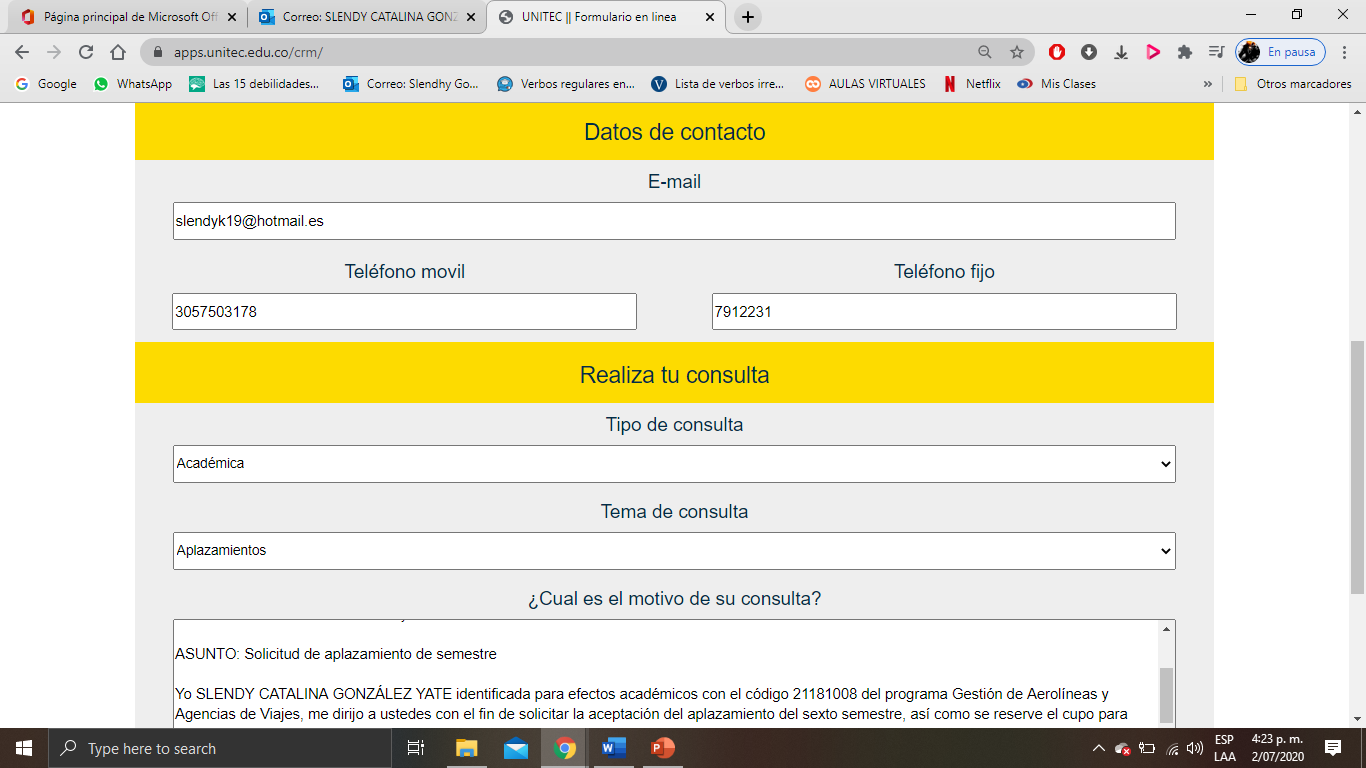 Página principal de Microsoft Off
Correo: SLENDY CATALINA GONZ
UNITEC || Formulario en linea
apps.unitec.edu.co/crm/
En pausa
Google
WhatsApp
Las 15 debilidades...
Correo: Slendhy Go...
Verbos regulares en...
Lista de verbos irre...
AULAS VIRTUALES
Netflix
Mis Clases
»
Otros marcadores
Datos de contacto
E-mail
slendyk19@hotmail.es
Teléfono movil
Teléfono fijo
3057503178
7912231
Realiza tu consulta
Tipo de consulta
Académica
Tema de consulta
Aplazamientos
¿Cual es el motivo de su consulta?
ASUNTO: Solicitud de aplazamiento de semestre
Yo SLENDY CATALINA GONZÁLEZ YATE identificada para efectos académicos con el código 21181008 del programa Gestión de Aerolíneas y
Agencias de Viajes, me dirijo a ustedes con el fin de solicitar la aceptación del aplazamiento del sexto semestre, así como se reserve el cupo para
Type here to search
ESP
LAA
4:23 p. m.
2/07/2020